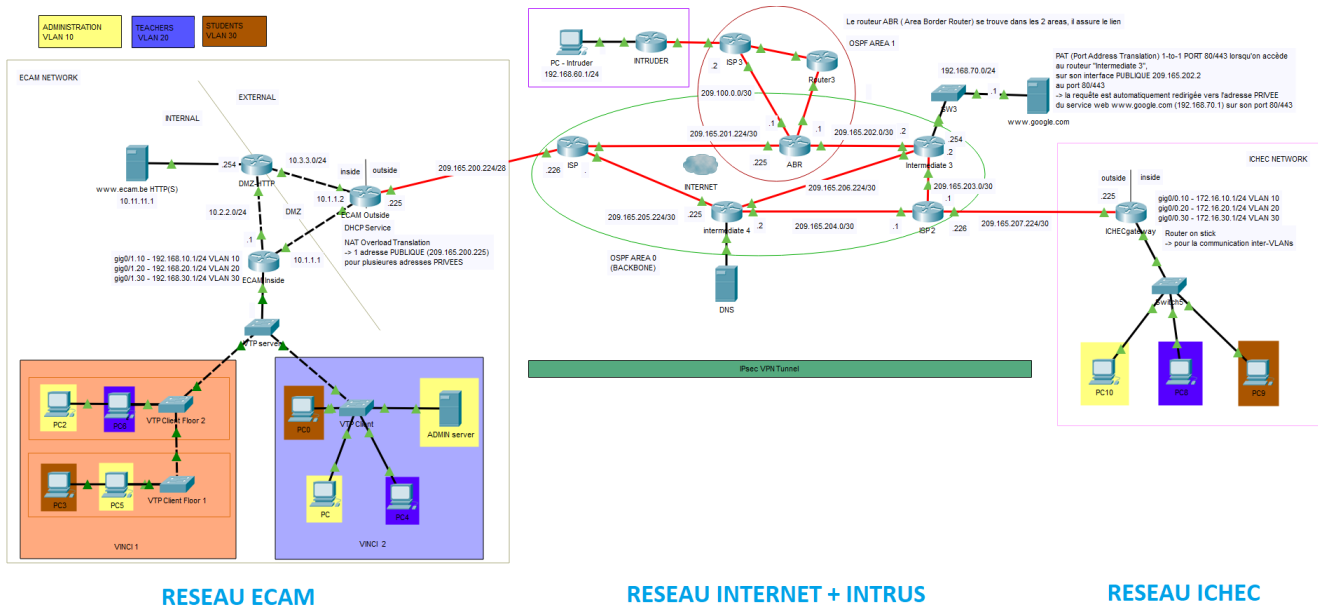 ADMINISTRATION
VLAN 10
TEACHERS
VLAN 20
STUDENTS
VLAN 30
ECAM NETWORK
EXTERNAL
INTERNAL
.254
10.3.3.0/24
DMZ-HTTP
www.ecam.be HTTP(S)
10.11.11.1
inside
outside
10.1.1.2
.225
ECAM Outside
DHCP Service
209.165.200.224/28
10.2.2.0/24
DMZ
NAT Overload Translation
-> 1 adresse PUBLIQUE (209.165.200.225)
pour plusieures adresses PRIVEES
.1
10.1.1.1
gig0/1.10 - 192.168.10.1/24 VLAN 10
gig0/1.20 - 192.168.20.1/24 VLAN 20
gig0/1.30 - 192.168.30.1/24 VLAN 30
ECAM Inside
VTP server
PC2
PC6
VTP Client Floor 2
PC3
PC5
VTP Client Floor 1
VINCI 1
PC0
VTP Client
ADMIN server
PC
PC4
VINCI 2
PC - Intruder
192.168.60.1/24
INTRUDER
ISP 3
.2
Router3
Le routeur ABR ( Area Border Router) se trouve dans les 2 areas, il assure le lien
OSPF AREA 1
209.100.0.0/30
.1
.1
209.165.201.224/30
209.165.202.0/30
.2
ISP
.226
.
.225
ABR
INTERNET
192.168.70.0/24
.1
SW3
www.google.com
.254
.2
Intermediate 3
PAT (Port Address Translation) 1-to-1 PORT 80/443 lorsqu'on accède
au routeur "Intermediate 3",
sur son interface PUBLIQUE 209.165.202.2
au port 80/443
-> la requête est automatiquement redirigée vers l'adresse PRIVEE
du service web www.google.com (192.168.70.1) sur son port 80/443
209.165.206.224/30
209.165.203.0/30
209.165.205.224/30
.225
intermediate 4
.2
209.165.204.0/30
.1
.1
ISP 2
.226
209.165.207.224/30
OSPF AREA 0
(BACKBONE)
DNS
IPsec VPN Tunnel
ICHEC NETWORK
outside
inside
.225
ICHECgateway
gig0/0.10 - 172.16.10.1/24 VLAN 10
gig0/0.20 - 172.16.20.1/24 VLAN 20
gig0/0.30 - 172.16.30.1/24 VLAN 30
Router on stick
-> pour la communication inter-VLANs
Switch5
PC10
PC8
PC9
RESEAU ECAM
RESEAU INTERNET + INTRUS
RESEAU ICHEC